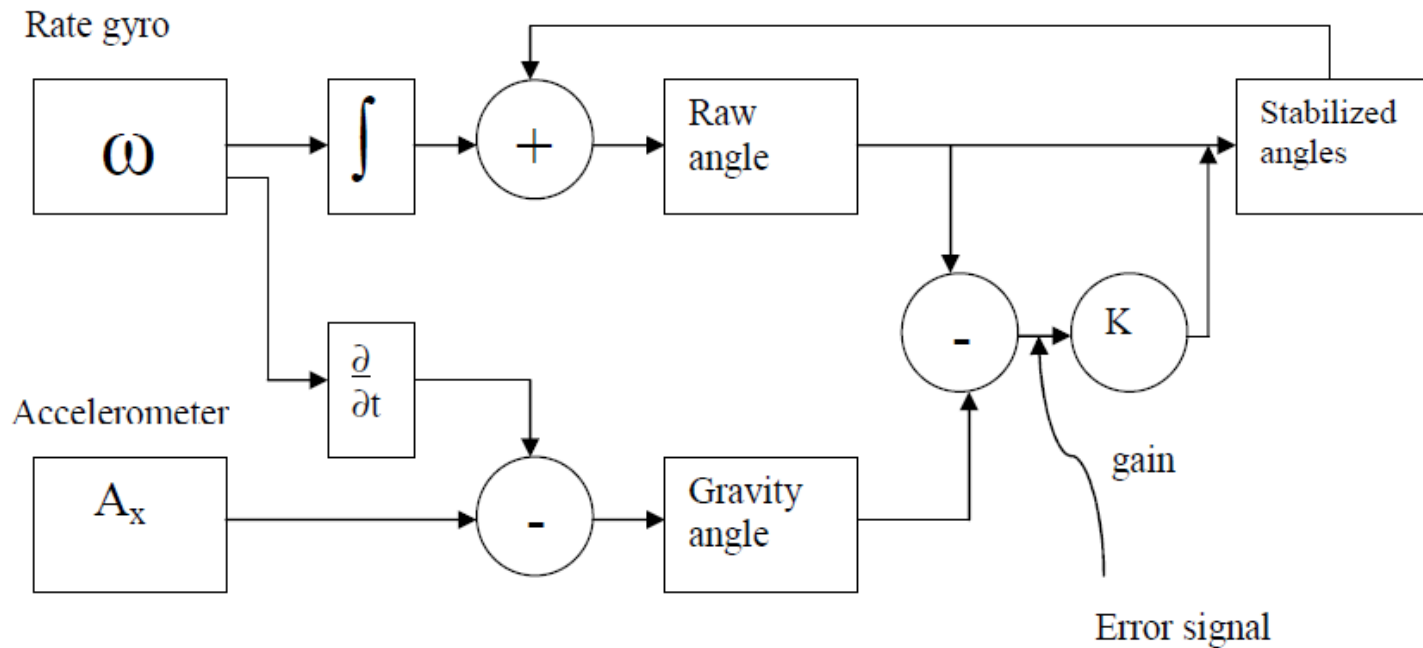 Rate gyro
ω
∫
+
Raw
angle
Stabilized
angles
-
K
∂
∂t
Accelerometer
Aₓ
-
Gravity
angle
gain
Error signal